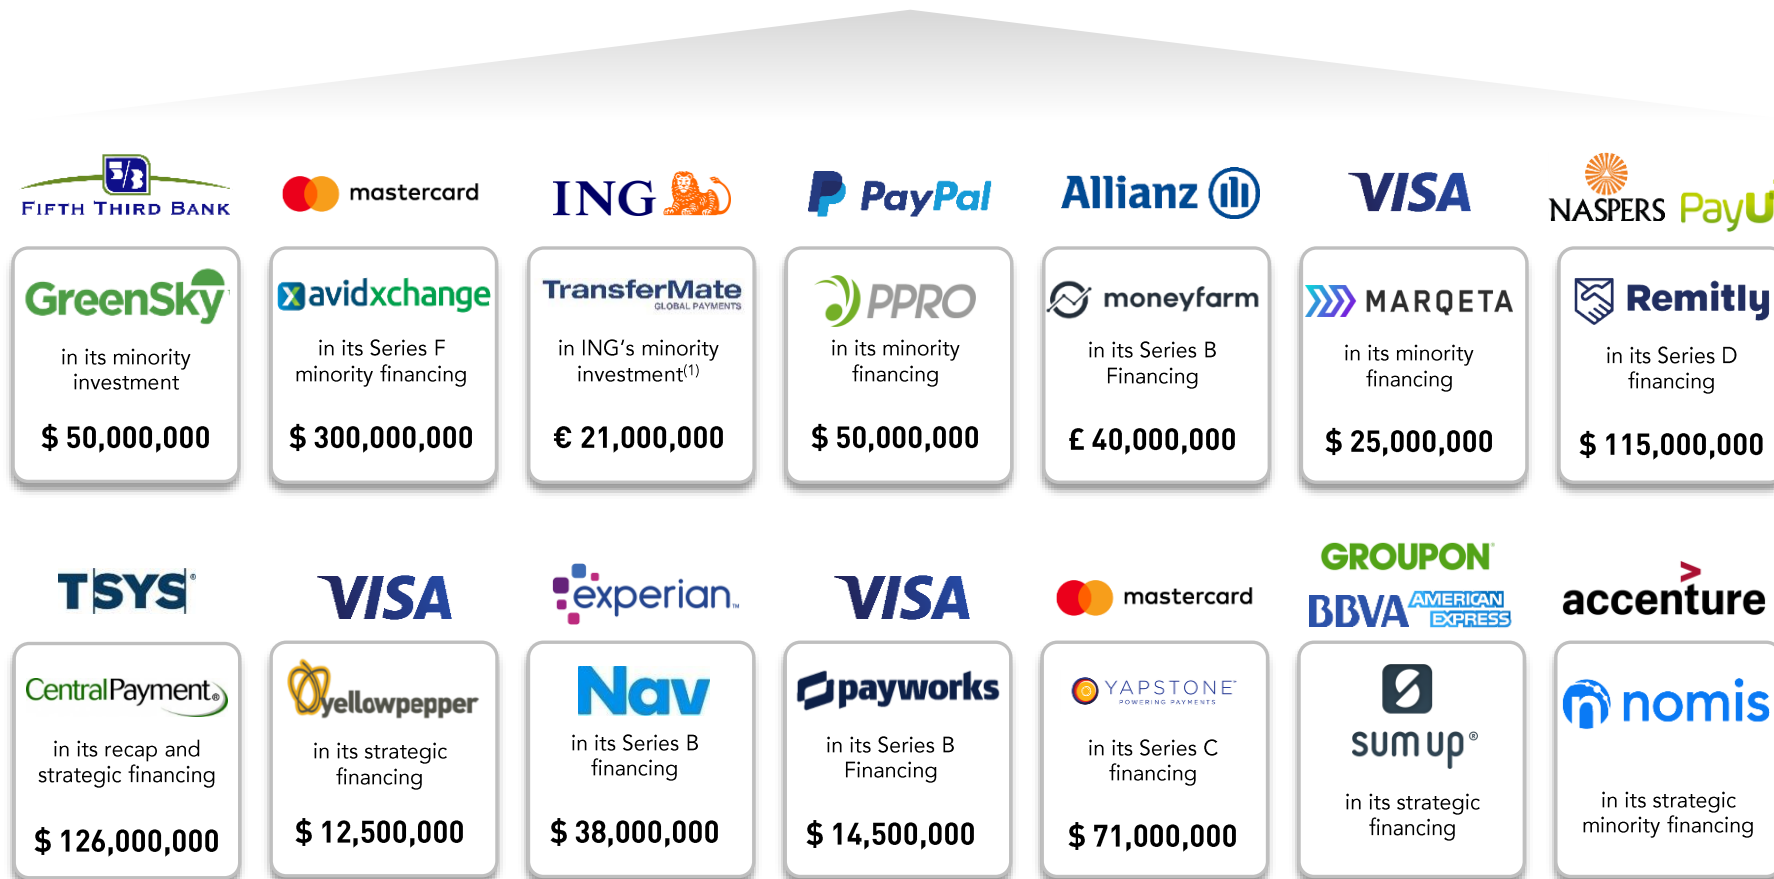 FIFTH THIRD BANK
mastercard
ING
PayPal
Allianz
VISA
NASPERS PayU
GreenSky
in its minority
investment
$ 50,000,000
avidxchange
in its Series F
minority financing
$ 300,000,000
TransferMate
GLOBAL PAYMENTS
in ING's minority
investment(1)
€ 21,000,000
PPRO
in its minority
financing
$ 50,000,000
moneyfarm
in its Series B
Financing
£ 40,000,000
MARQETA
in its minority
financing
$ 25,000,000
Remitly
in its Series D
financing
$ 115,000,000
TSYS®
VISA
experian™
VISA
mastercard
GROUPON
BBVA AMERICAN EXPRESS
accenture
CentralPayment®
in its recap and
strategic financing
$ 126,000,000
yellowpepper
in its strategic
financing
$ 12,500,000
Nav
in its Series B
financing
$ 38,000,000
payworks
in its Series B
Financing
$ 14,500,000
YAPSTONE™
POWERING PAYMENTS
in its Series C
financing
$ 71,000,000
sum up®
in its strategic
financing
nomis
in its strategic
minority financing